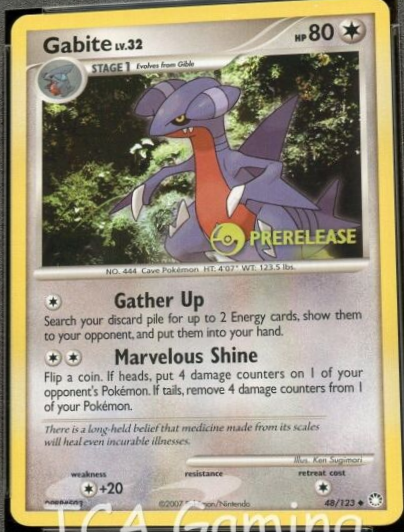 Gabite LV.32 HP 80
STAGE 1 Evolves from Gible
PRERELEASE
NO. 444 Cave Pokémon HT: 4'07" WT: 123.5 lbs.
Gather Up
Search your discard pile for up to 2 Energy cards, show them
to your opponent, and put them into your hand.
Marvelous Shine
Flip a coin. If heads, put 4 damage counters on 1 of your
opponent's Pokémon. If tails, remove 4 damage counters from 1
of your Pokémon.
There is a long-held belief that medicine made from its scales
will heal even incurable illnesses.
Illus. Ken Sugimori
weakness resistance retreat cost
+20
©2007 Pokémon/Nintendo 48/123
CA Gaming